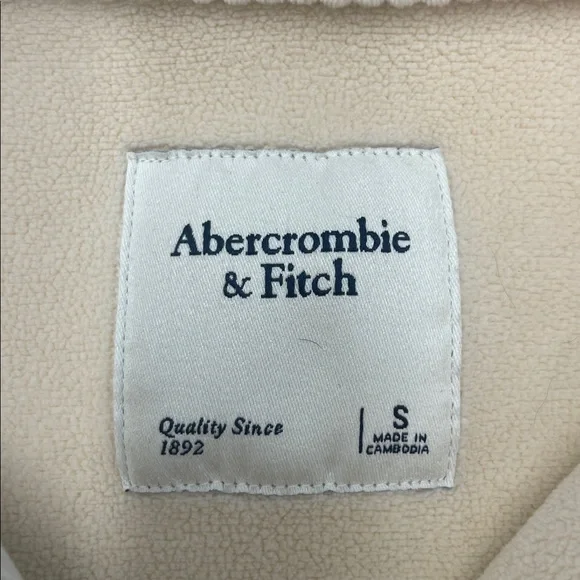 Abercrombie
& Fitch
Quality Since
1892
S
MADE IN
CAMBODIA